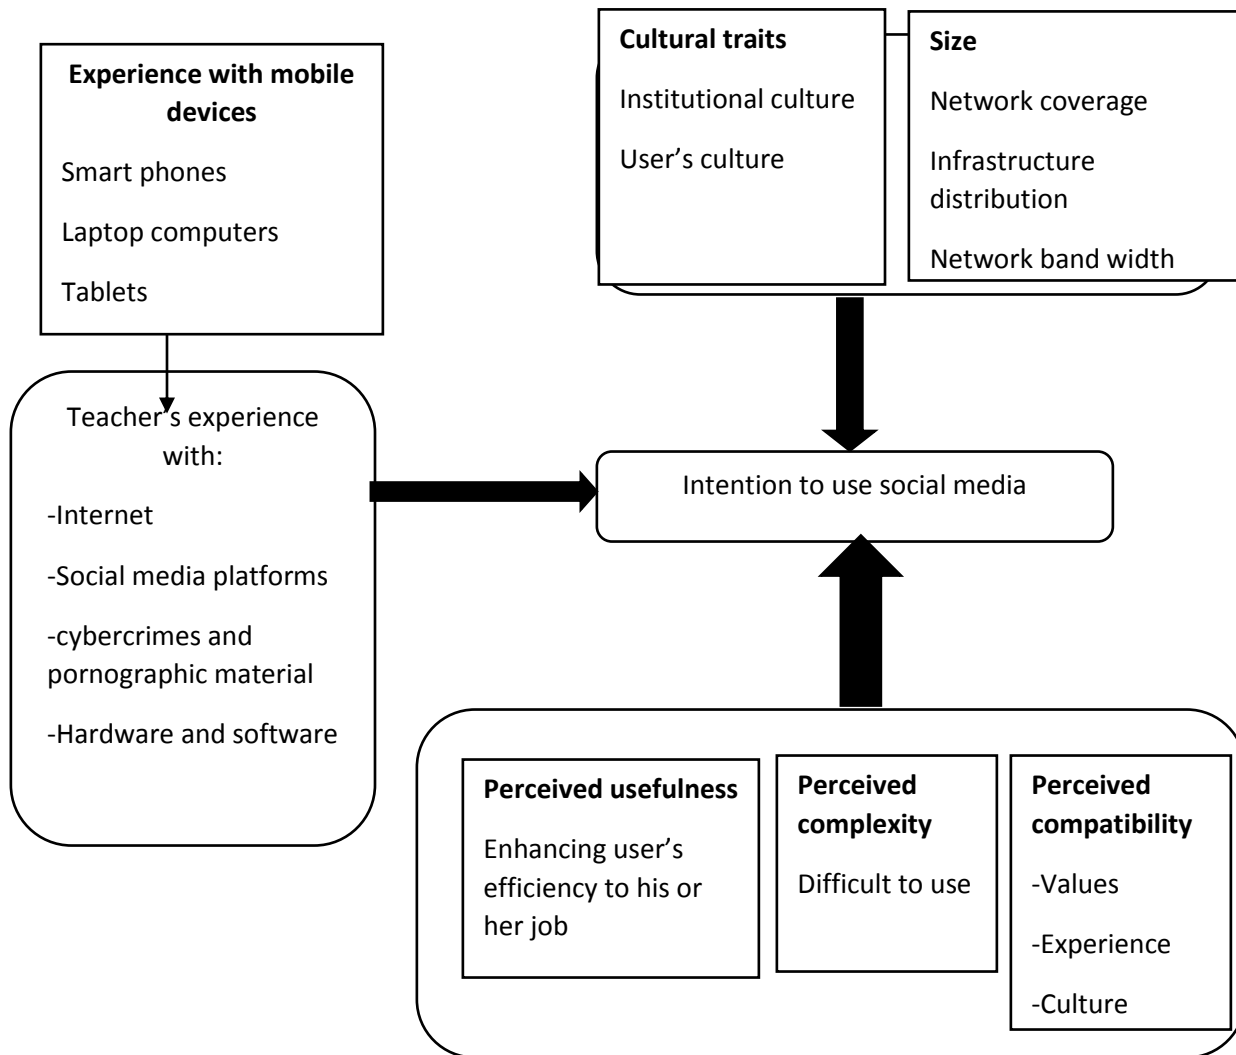 Experience with mobile
devices
Smart phones
Laptop computers
Tablets
Cultural traits
Institutional culture
User’s culture
Size
Network coverage
Infrastructure
distribution
Network band width
Teacher’s experience
with:
-Internet
-Social media platforms
-cybercrimes and
pornographic material
-Hardware and software
Intention to use social media
Perceived usefulness
Enhancing user’s
efficiency to his or
her job
Perceived
complexity
Difficult to use
Perceived
compatibility
-Values
-Experience
-Culture